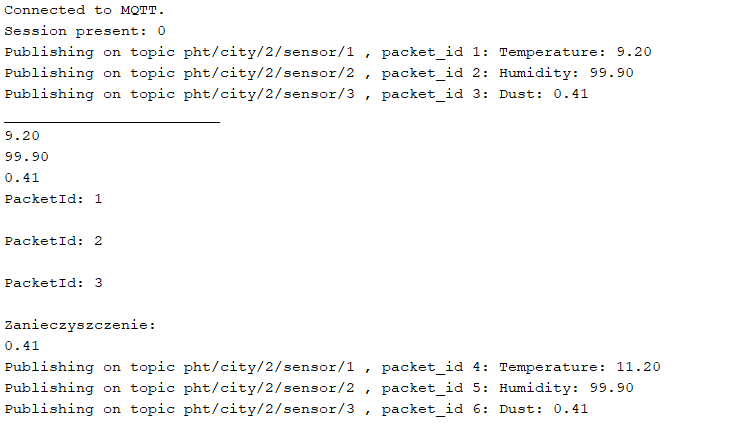 Connected to MQTT.
Session present: 0
Publishing on topic pht/city/2/sensor/1 , packet_id 1: Temperature: 9.20
Publishing on topic pht/city/2/sensor/2 , packet_id 2: Humidity: 99.90
Publishing on topic pht/city/2/sensor/3 , packet_id 3: Dust: 0.41
________________________
9.20
99.90
0.41
PacketId: 1
PacketId: 2
PacketId: 3
Zanieczyszczenie:
0.41
Publishing on topic pht/city/2/sensor/1 , packet_id 4: Temperature: 11.20
Publishing on topic pht/city/2/sensor/2 , packet_id 5: Humidity: 99.90
Publishing on topic pht/city/2/sensor/3 , packet_id 6: Dust: 0.41